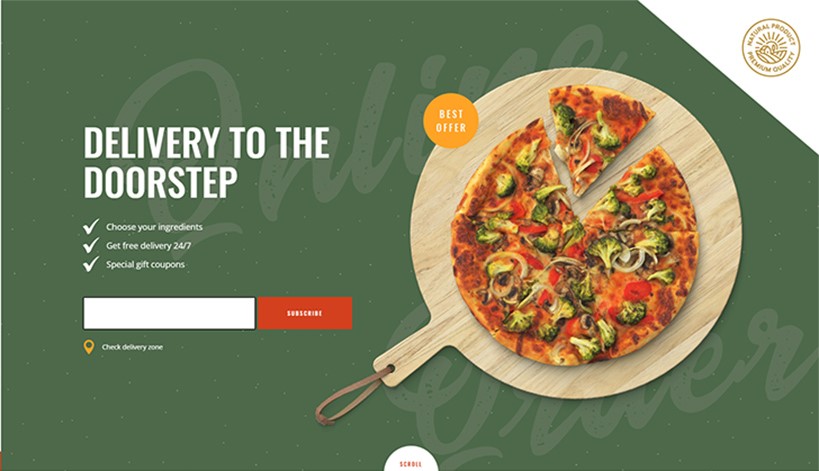 Online
NATURAL PRODUCT
PREMIUM QUALITY
BEST
OFFER
DELIVERY TO THE
DOORSTEP
Choose your ingredients
Get free delivery 24/7
Special gift coupons
SUBSCRIBE
Check delivery zone
Order
SCROLL